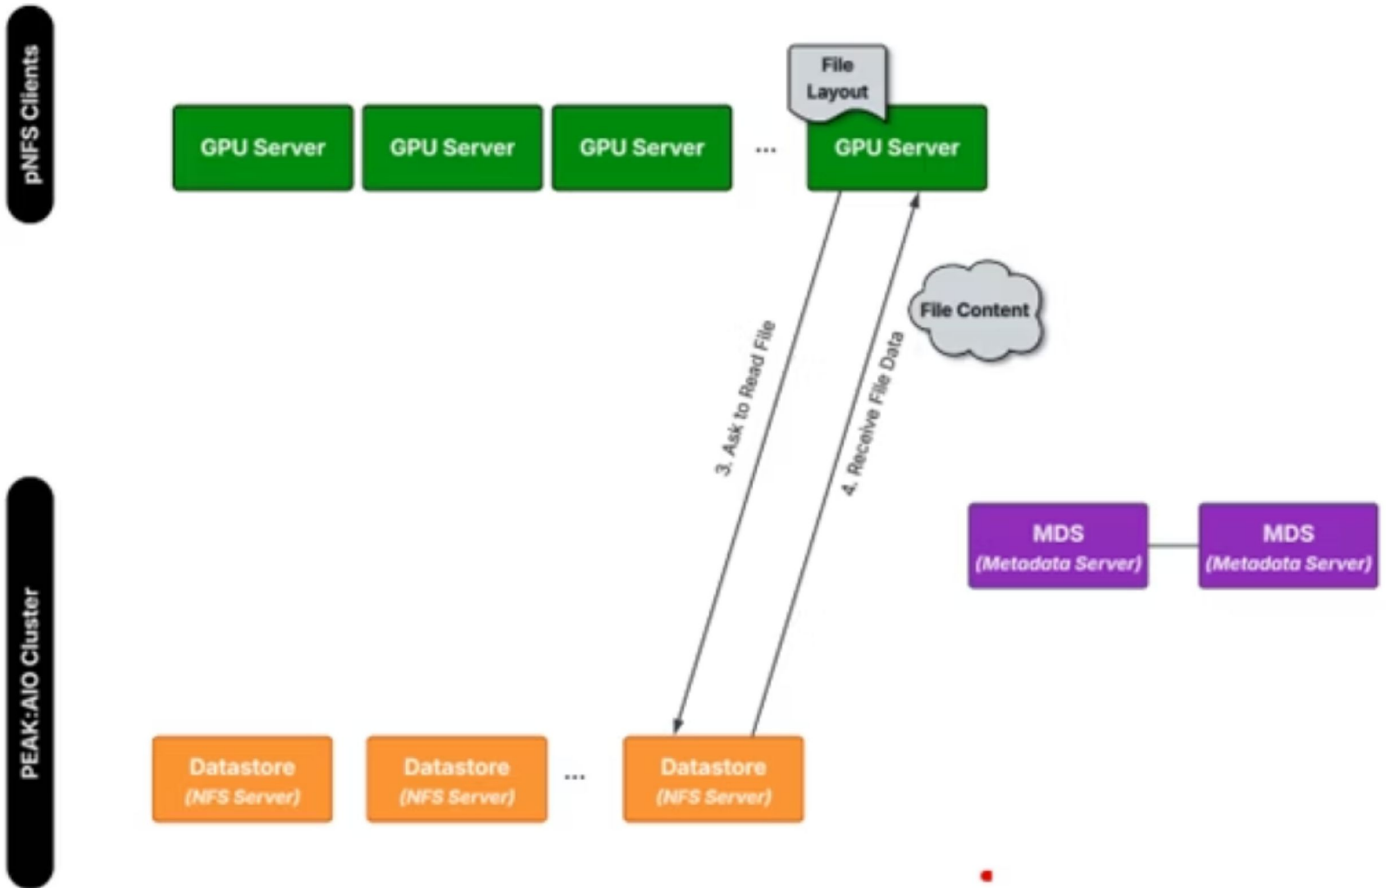 pNFS Clients
File
Layout
GPU Server
GPU Server
GPU Server
...
GPU Server
File Content
3. Ask to Read File
4. Receive File Data
PEAK:AIO Cluster
MDS
(Metadata Server)
MDS
(Metadata Server)
Datastore
(NFS Server)
Datastore
(NFS Server)
...
Datastore
(NFS Server)